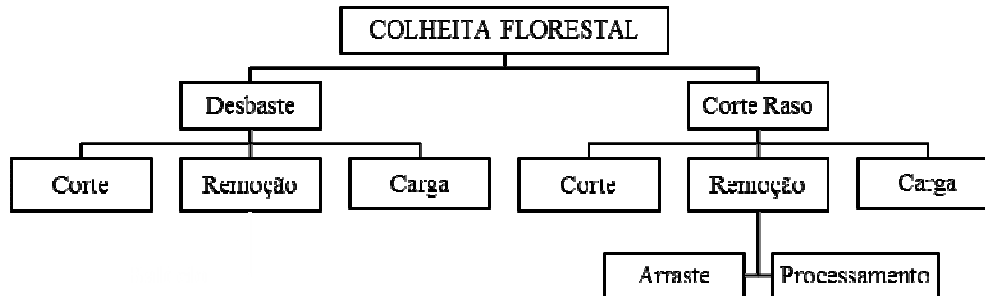 COLHEITA FLORESTAL
Desbaste
Corte Raso
Corte
Remoção
Carga
Corte
Remoção
Carga
Arraste
Processamento